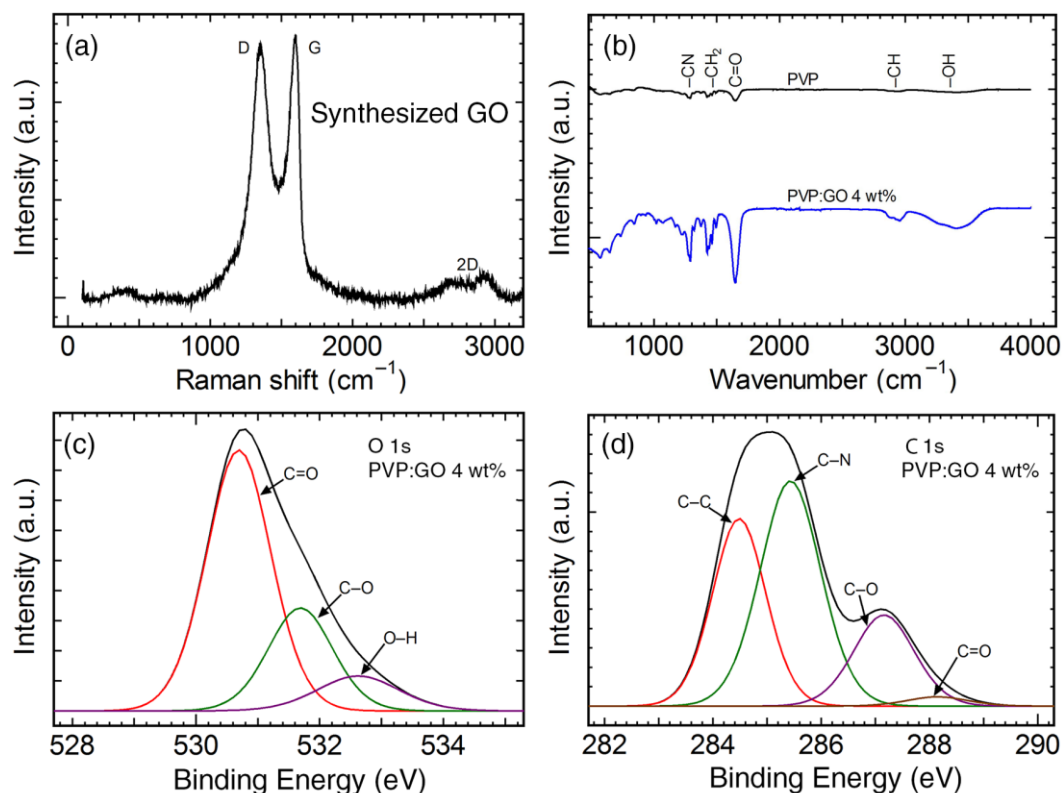 (a)
D
G
Synthesized GO
2D
Intensity (a.u.)
0
1000
2000
3000
Raman shift (cm⁻¹)
(b)
–CN
–CH₂
C=O
–CH
–OH
PVP
PVP:GO 4 wt%
Intensity (a.u.)
1000
2000
3000
4000
Wavenumber (cm⁻¹)
(c)
O 1s
PVP:GO 4 wt%
C=O
C–O
O–H
Intensity (a.u.)
528
530
532
534
Binding Energy (eV)
(d)
C 1s
PVP:GO 4 wt%
C–N
C–C
C–O
C=O
Intensity (a.u.)
282
284
286
288
290
Binding Energy (eV)